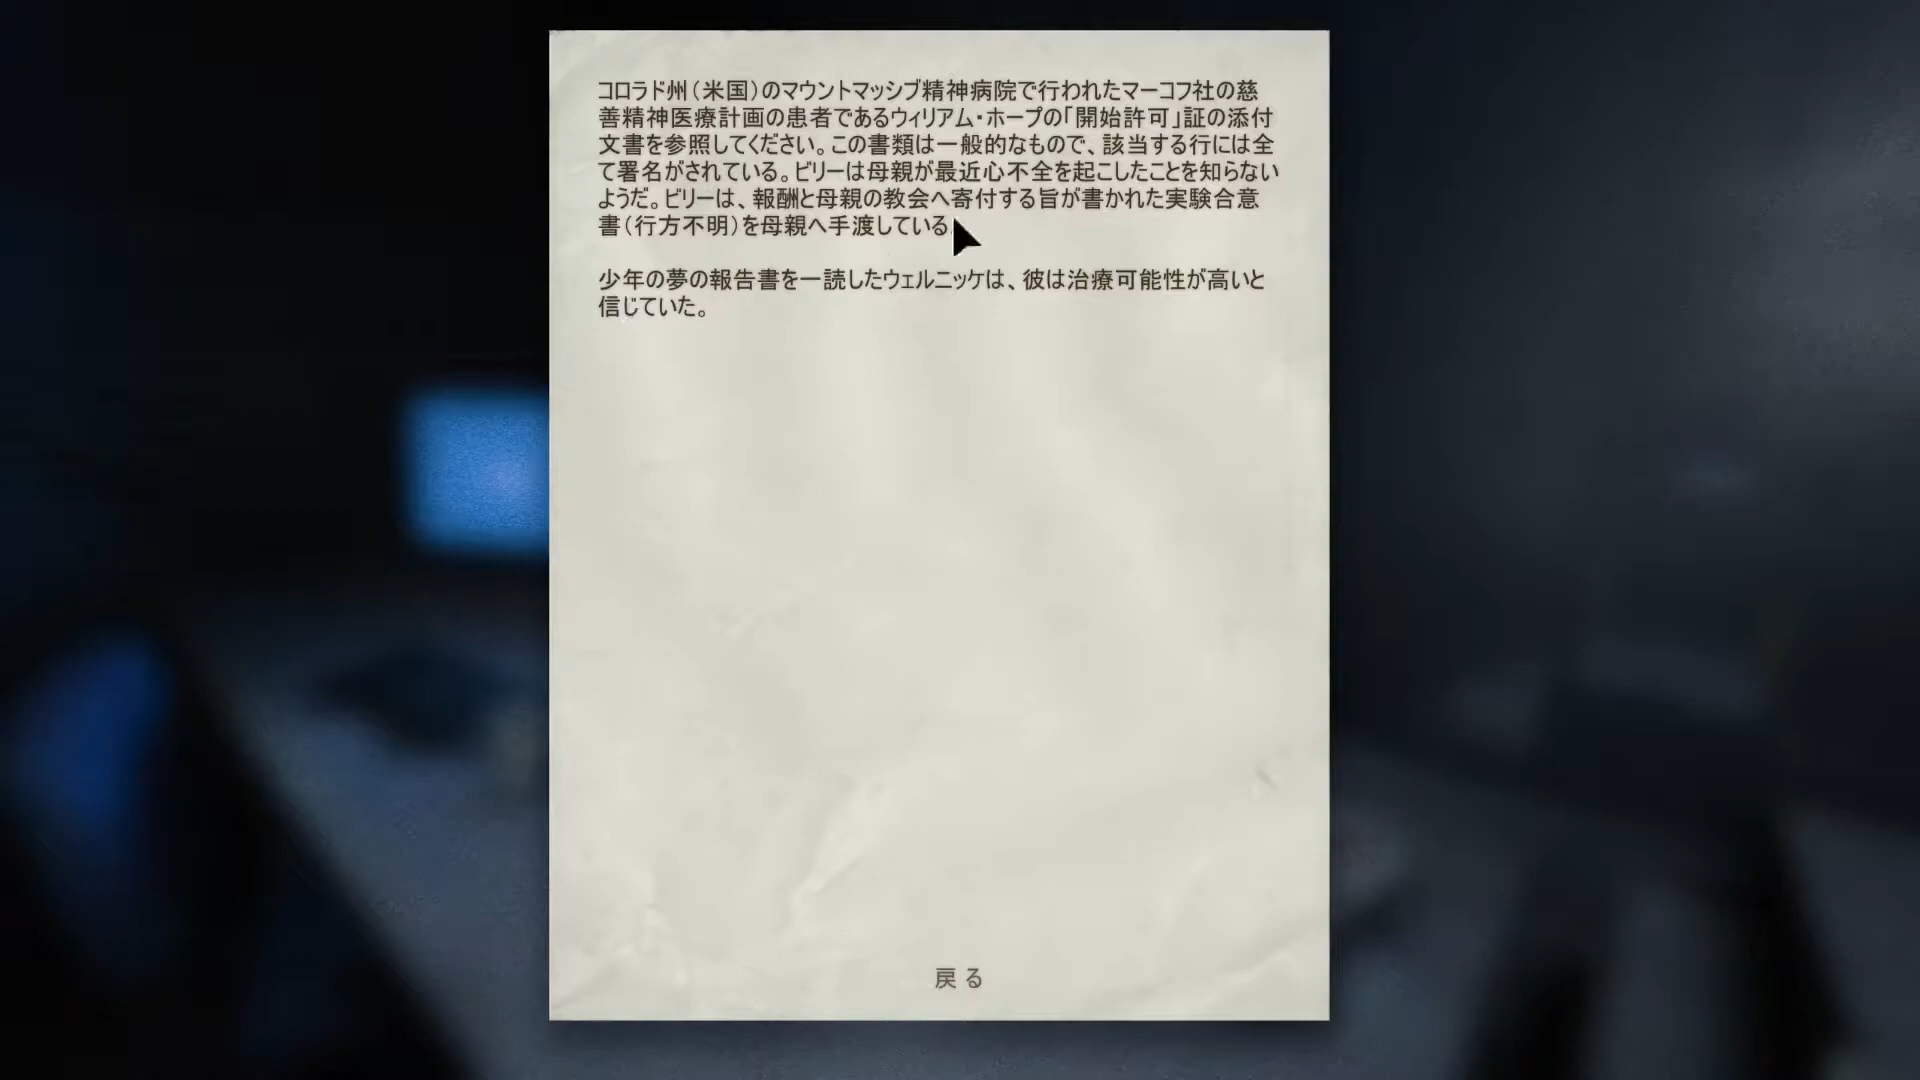 コロラド州（米国）のマウントマッシブ精神病院で行われたマーコフ社の慈
善精神医療計画の患者であるウィリアム・ホープの「開始許可」証の添付
文書を参照してください。この書類は一般的なもので、該当する行には全
て署名がされている。ビリーは母親が最近心不全を起こしたことを知らない
ようだ。ビリーは、報酬と母親の教会へ寄付する旨が書かれた実験合意
書（行方不明）を母親へ手渡している。
少年の夢の報告書を一読したウェルニッケは、彼は治療可能性が高いと
信じていた。
戻る